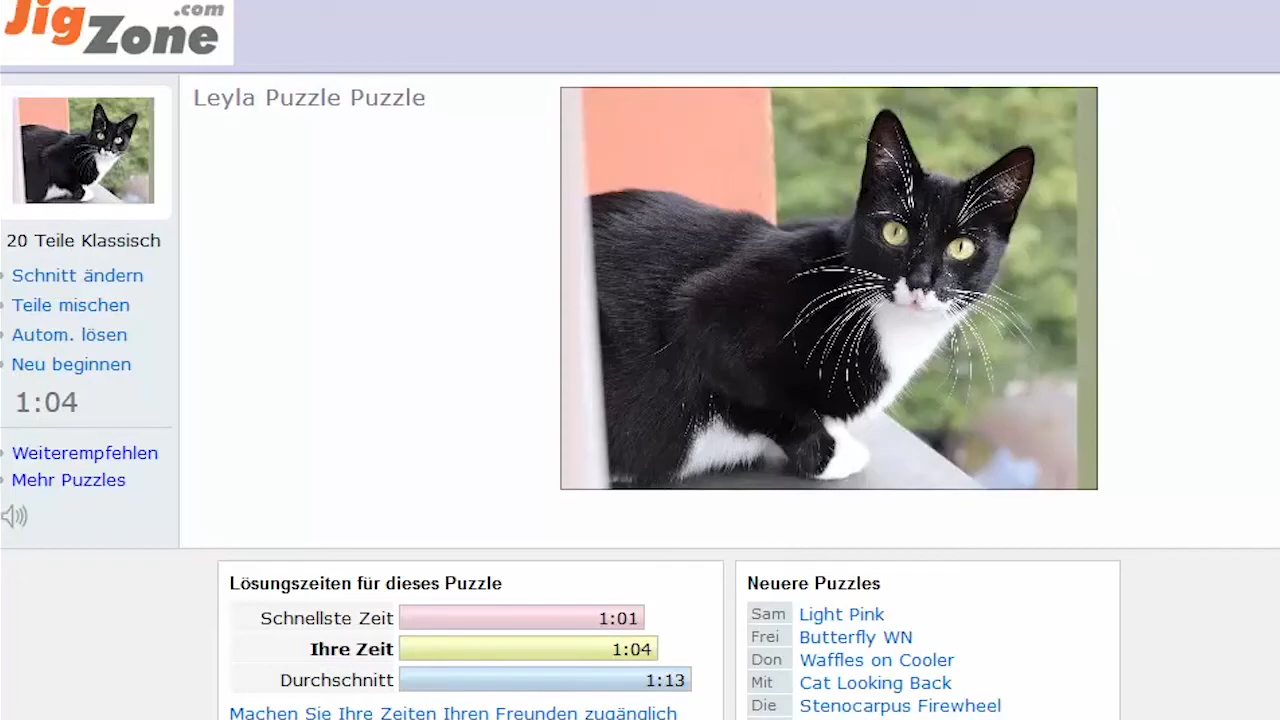 JigZone.com
Leyla Puzzle Puzzle
20 Teile Klassisch
Schnitt ändern
Teile mischen
Autom. lösen
Neu beginnen
1:04
Weiterempfehlen
Mehr Puzzles
Lösungszeiten für dieses Puzzle
Schnellste Zeit 1:01
Ihre Zeit 1:04
Durchschnitt 1:13
Machen Sie Ihre Zeiten Ihren Freunden zugänglich
Neuere Puzzles
Sam Light Pink
Frei Butterfly WN
Don Waffles on Cooler
Mit Cat Looking Back
Die Stenocarpus Firewheel